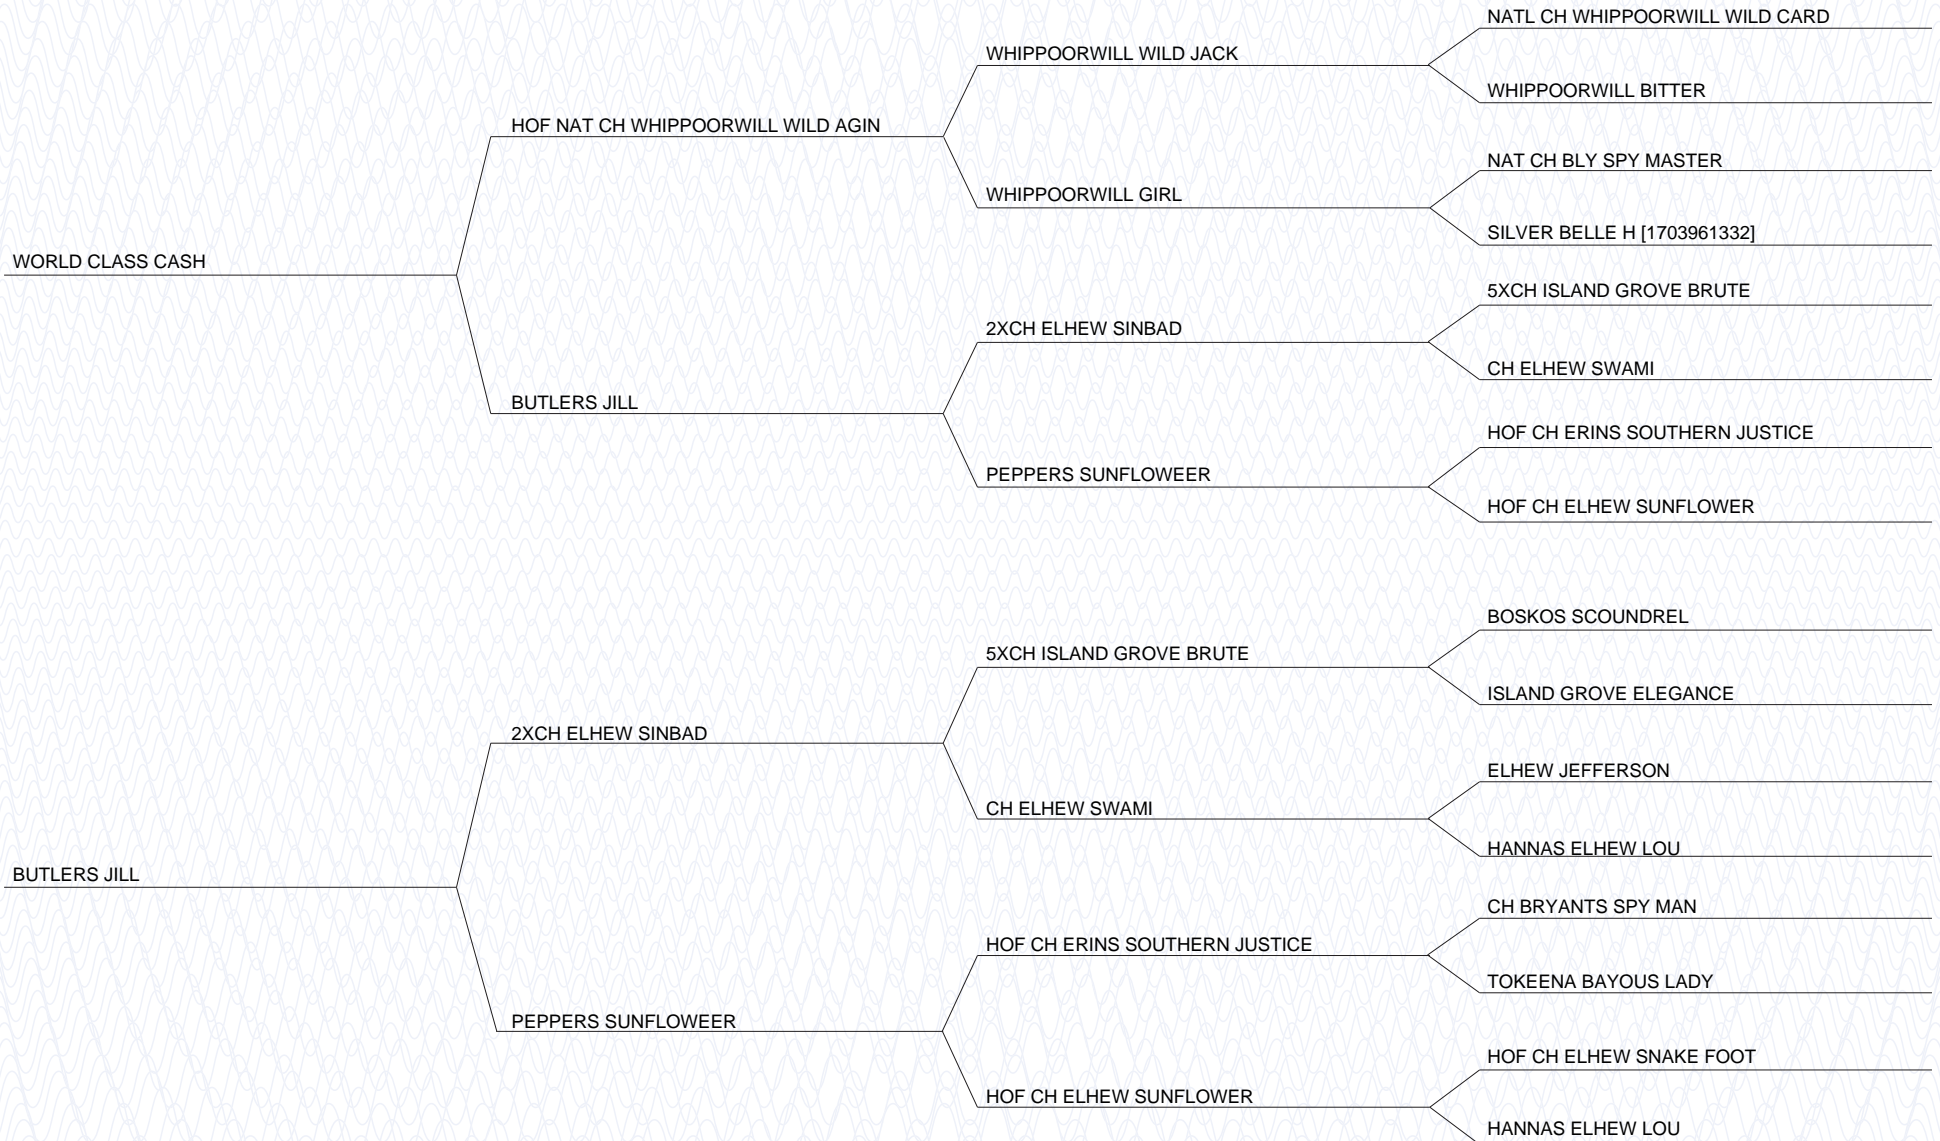 NATL CH WHIPPOORWILL WILD CARD
WHIPPOORWILL WILD JACK
WHIPPOORWILL BITTER
HOF NAT CH WHIPPOORWILL WILD AGIN
NAT CH BLY SPY MASTER
WHIPPOORWILL GIRL
SILVER BELLE H [1703961332]
WORLD CLASS CASH
5XCH ISLAND GROVE BRUTE
2XCH ELHEW SINBAD
CH ELHEW SWAMI
BUTLERS JILL
HOF CH ERINS SOUTHERN JUSTICE
PEPPERS SUNFLOWEER
HOF CH ELHEW SUNFLOWER
BOSKOS SCOUNDREL
5XCH ISLAND GROVE BRUTE
ISLAND GROVE ELEGANCE
2XCH ELHEW SINBAD
ELHEW JEFFERSON
CH ELHEW SWAMI
HANNAS ELHEW LOU
BUTLERS JILL
CH BRYANTS SPY MAN
HOF CH ERINS SOUTHERN JUSTICE
TOKEENA BAYOUS LADY
PEPPERS SUNFLOWEER
HOF CH ELHEW SNAKE FOOT
HOF CH ELHEW SUNFLOWER
HANNAS ELHEW LOU